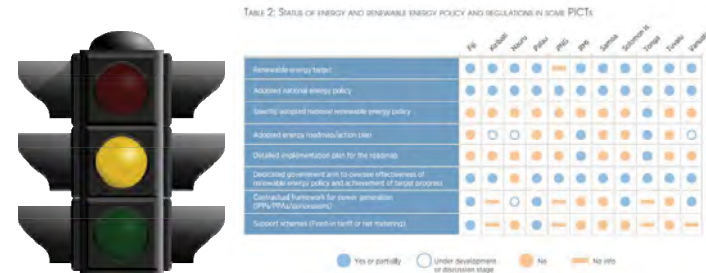 TABLE 2: STATUS OF ENERGY AND RENEWABLE ENERGY POLICY AND REGULATIONS IN SOME PICTS
Fiji Kiribati Nauru Palau PNG RMI Samoa Solomon Is Tonga Tuvalu Vanuatu
Renewable energy target
Adopted national energy policy
Specific adopted national renewable energy policy
Adopted energy roadmap/action plan
Detailed implementation plan for the roadmap
Dedicated government arm to oversee effectiveness of
renewable energy policy and achievement of target progress
Contractual framework for power generation
(IPPs/PPAs/concessions)
Support schemes (Feed-in tariff or net metering)
Yes or partially
Under development
or discussion stage
No
No info